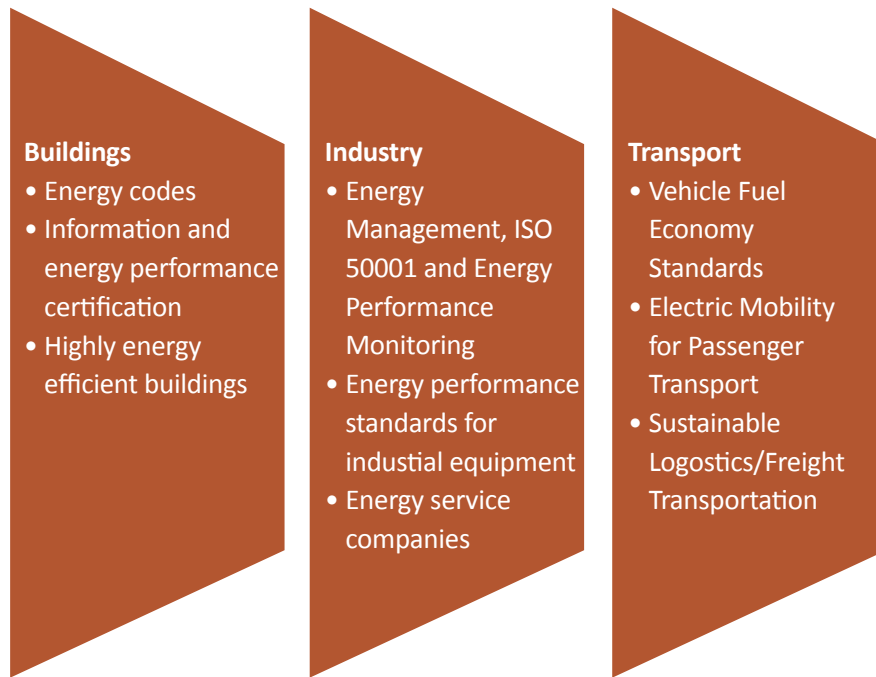 Buildings
• Energy codes
• Information and
energy performance
certification
• Highly energy
efficient buildings
Industry
• Energy
Management, ISO
50001 and Energy
Performance
Monitoring
• Energy performance
standards for
industial equipment
• Energy service
companies
Transport
• Vehicle Fuel
Economy
Standards
• Electric Mobility
for Passenger
Transport
• Sustainable
Logostics/Freight
Transportation